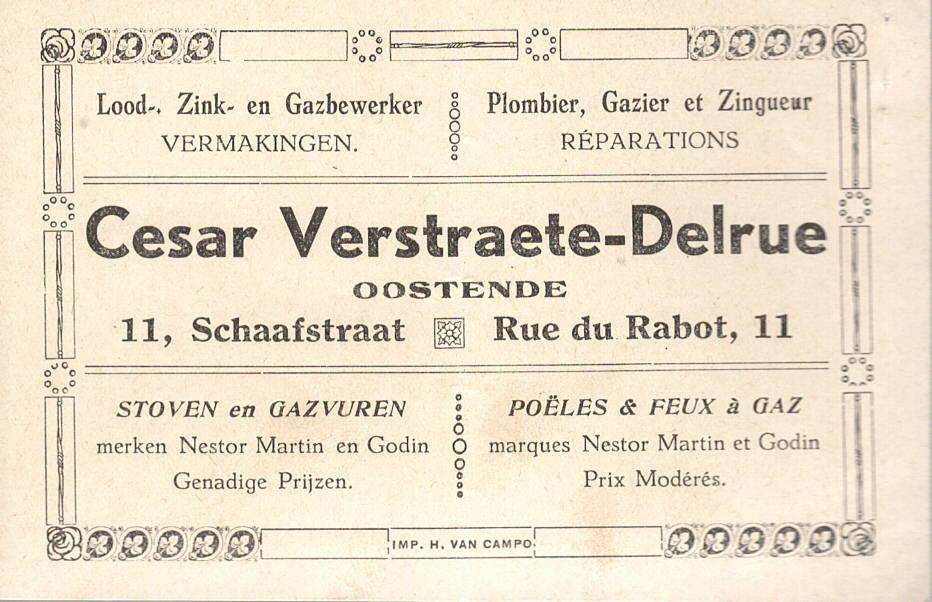 Lood-. Zink- en Gazbewerker
VERMAKINGEN.
Plombier, Gazier et Zingueur
RÉPARATIONS
Cesar Verstraete-Delrue
OOSTENDE
11, Schaafstraat Rue du Rabot, 11
STOVEN en GAZVUREN
merken Nestor Martin en Godin
Genadige Prijzen.
POËLES & FEUX à GAZ
marques Nestor Martin et Godin
Prix Modérés.
IMP. H. VAN CAMPO